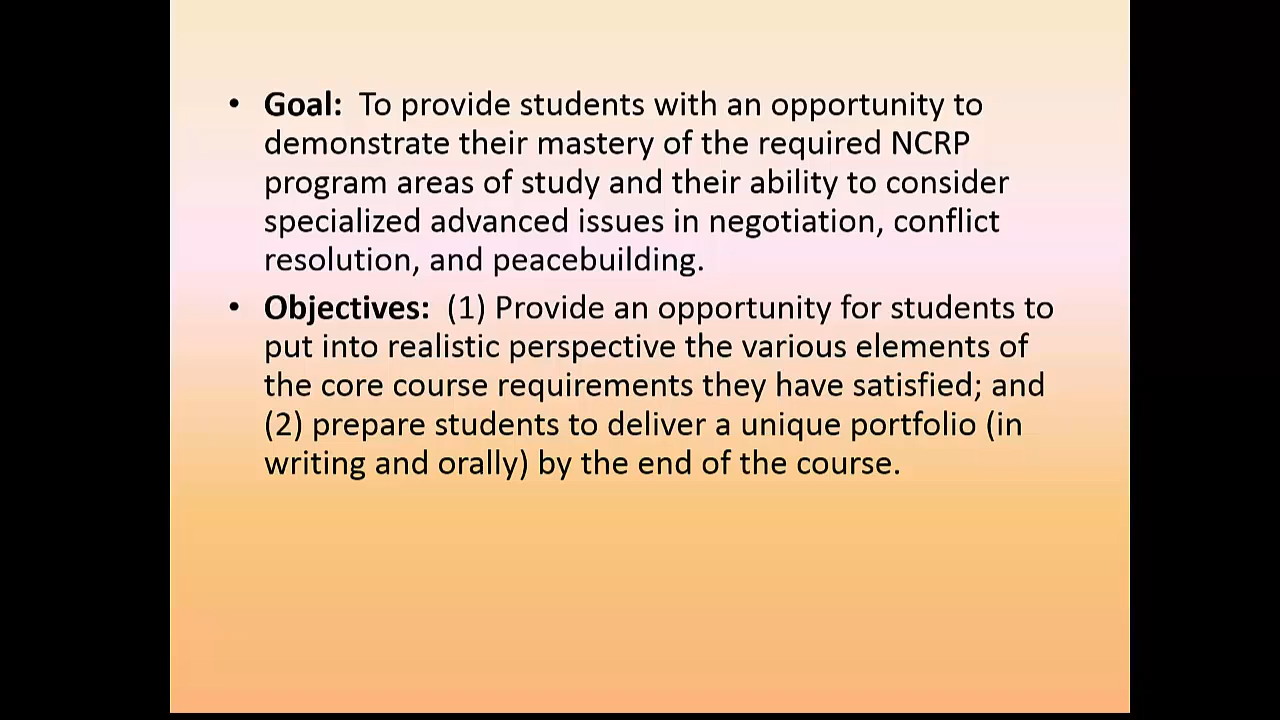 • Goal:  To provide students with an opportunity to
demonstrate their mastery of the required NCRP
program areas of study and their ability to consider
specialized advanced issues in negotiation, conflict
resolution, and peacebuilding.
• Objectives:  (1) Provide an opportunity for students to
put into realistic perspective the various elements of
the core course requirements they have satisfied; and
(2) prepare students to deliver a unique portfolio (in
writing and orally) by the end of the course.